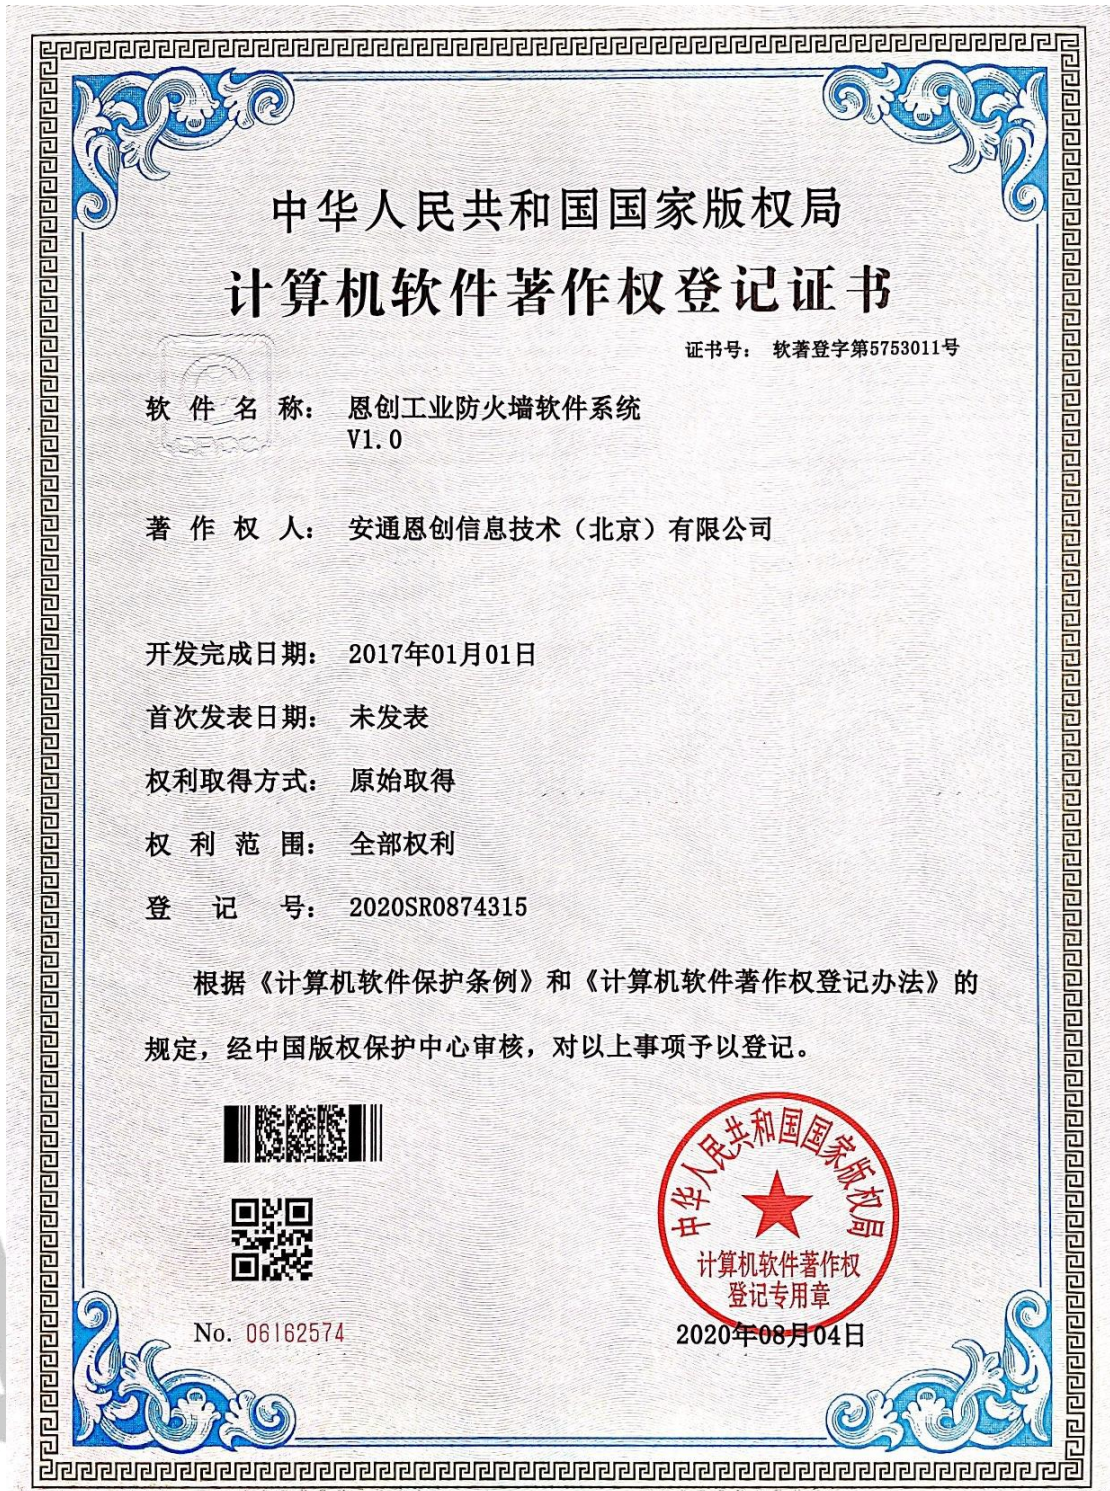 中华人民共和国国家版权局
计算机软件著作权登记证书
证书号： 软著登字第5753011号
软件名称： 恩创工业防火墙软件系统
V1.0
著作权人： 安通恩创信息技术（北京）有限公司
开发完成日期： 2017年01月01日
首次发表日期： 未发表
权利取得方式： 原始取得
权利范围： 全部权利
登记号： 2020SR0874315
根据《计算机软件保护条例》和《计算机软件著作权登记办法》的
规定，经中国版权保护中心审核，对以上事项予以登记。
中华人民共和国国家版权局
计算机软件著作权
登记专用章
No. 06162574
2020年08月04日